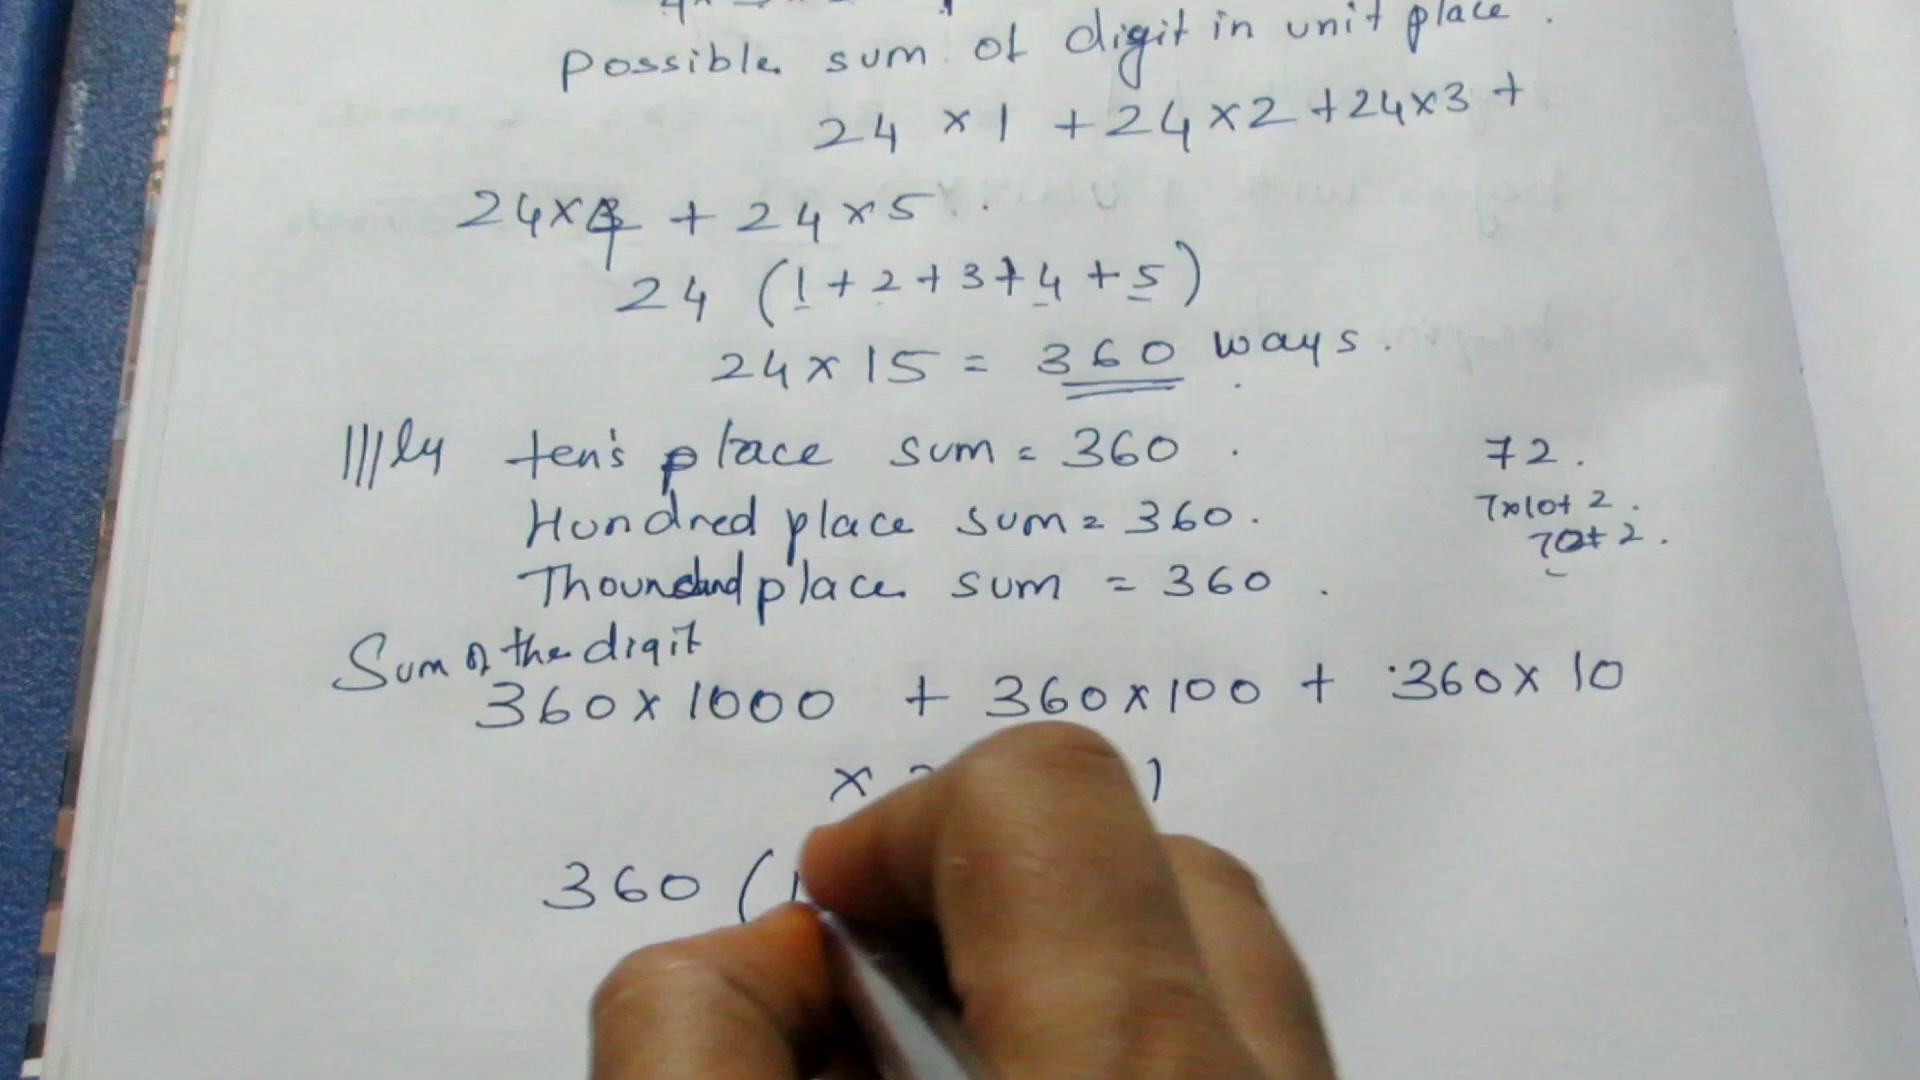 Possible sum of digit in unit place.
24 × 1 + 24 × 2 + 24 × 3 +
24 × 4 + 24 × 5 .
24 (1 + 2 + 3 + 4 + 5)
24 × 15 = 360 ways.
|||ly ten's place sum = 360 .
72 .
Hundred place sum = 360 .
7×10+ 2 .
70+ 2 .
place sum = 360 .
Sum of the digit
360 × 1000 + 360 × 100 + 360 × 10
×
360 (1